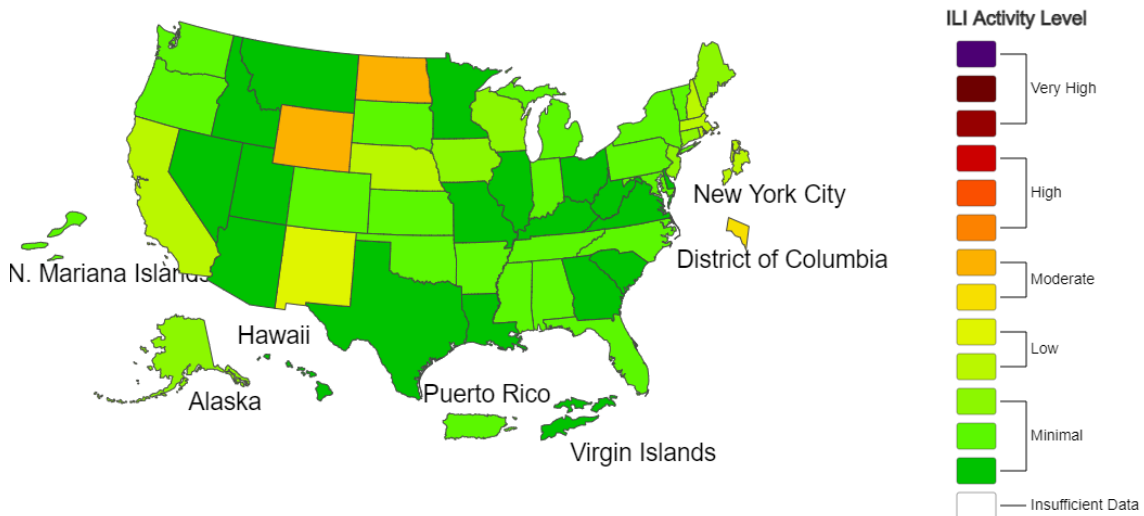 ILI Activity Level
Very High
High
Moderate
Low
Minimal
Insufficient Data
New York City
District of Columbia
N. Mariana Islands
Hawaii
Alaska
Puerto Rico
Virgin Islands